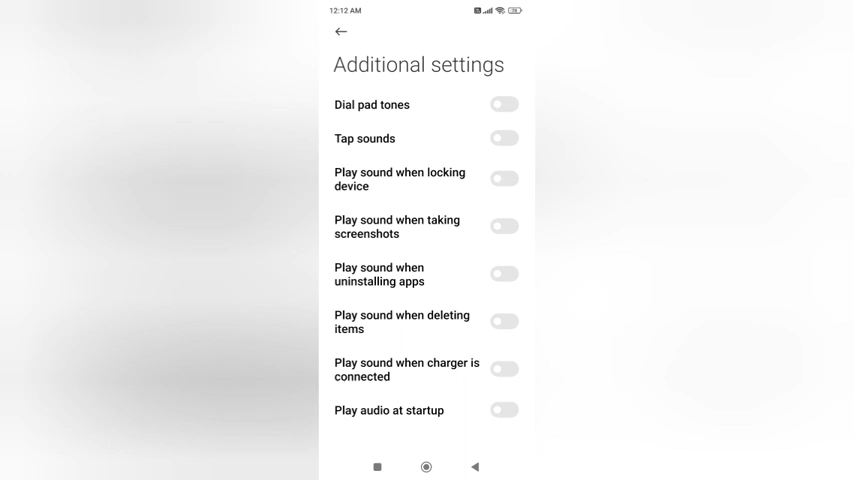 12:12 AM
Additional settings
Dial pad tones
Tap sounds
Play sound when locking
device
Play sound when taking
screenshots
Play sound when
uninstalling apps
Play sound when deleting
items
Play sound when charger is
connected
Play audio at startup